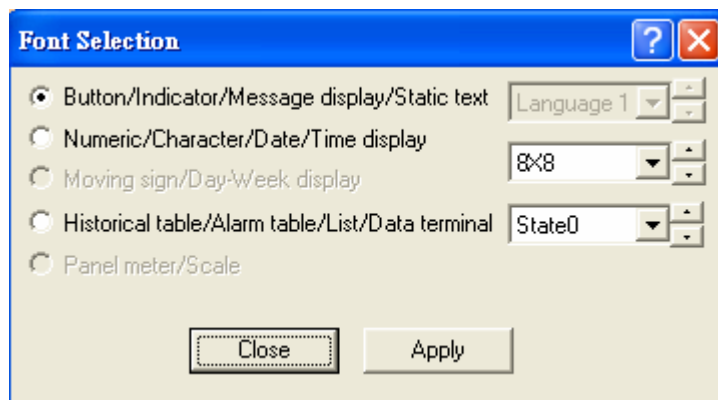 Font Selection
Button/Indicator/Message display/Static text
Language 1
Numeric/Character/Date/Time display
8X8
Moving sign/Day-Week display
Historical table/Alarm table/List/Data terminal
State0
Panel meter/Scale
Close
Apply